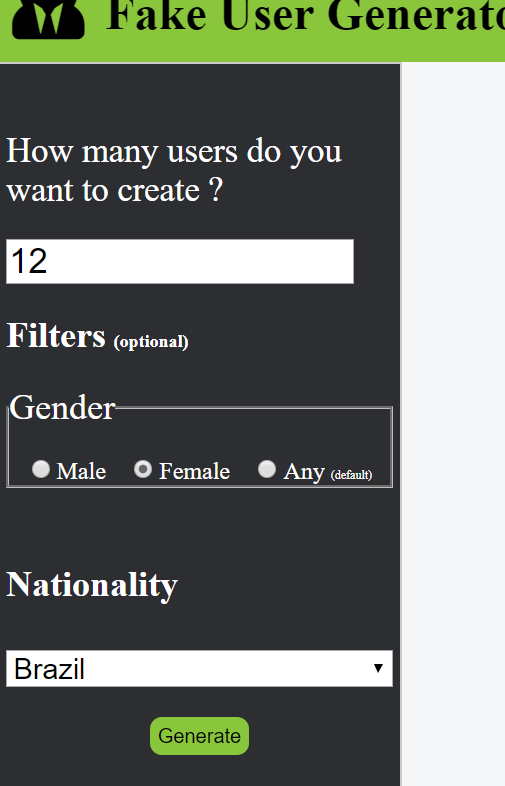 Fake User Generato
How many users do you
want to create ?
12
Filters (optional)
Gender
Male Female Any (default)
Nationality
Brazil
Generate